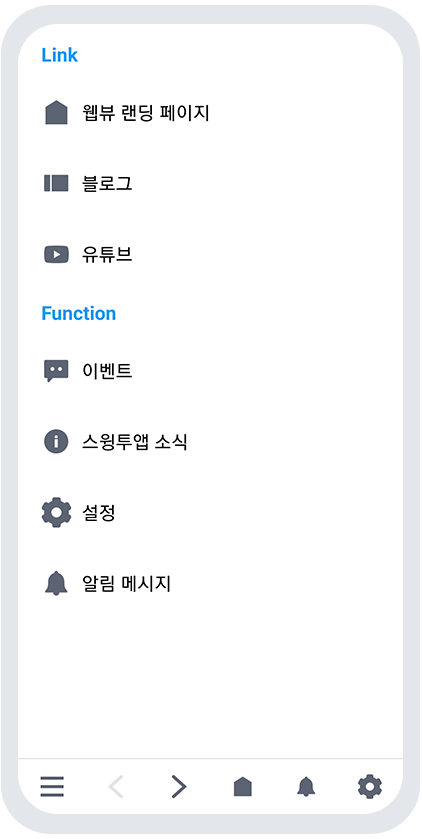 Link
웹뷰 랜딩 페이지
블로그
유튜브
Function
이벤트
스윙투앱 소식
설정
알림 메시지